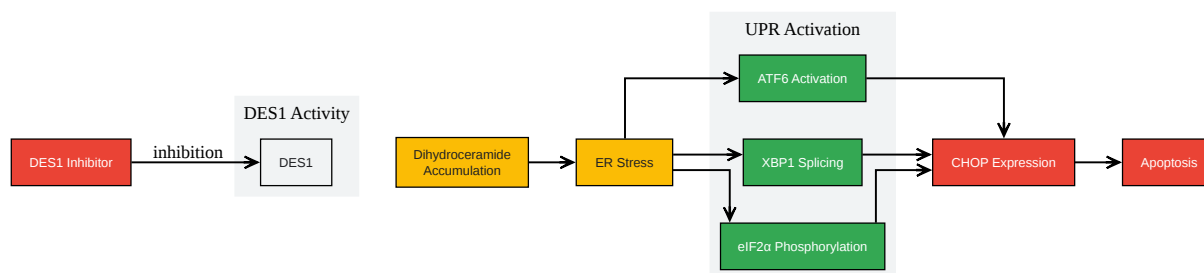 UPR Activation
ATF6 Activation
DES1 Activity
DES1 Inhibitor
inhibition
DES1
Dihydroceramide
Accumulation
ER Stress
XBP1 Splicing
CHOP Expression
Apoptosis
eIF2α Phosphorylation